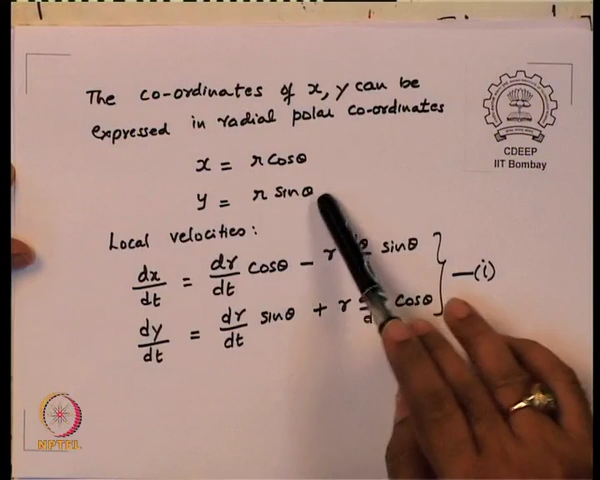 The co-ordinates of x, y can be
expressed in radial polar co-ordinates
x = r cosθ
y = r sinθ
Local velocities:
dx/dt = dr/dt cosθ - r sinθ
dy/dt = dr/dt sinθ + r cosθ
—(i)
CDEEP
IIT Bombay
NPTEL